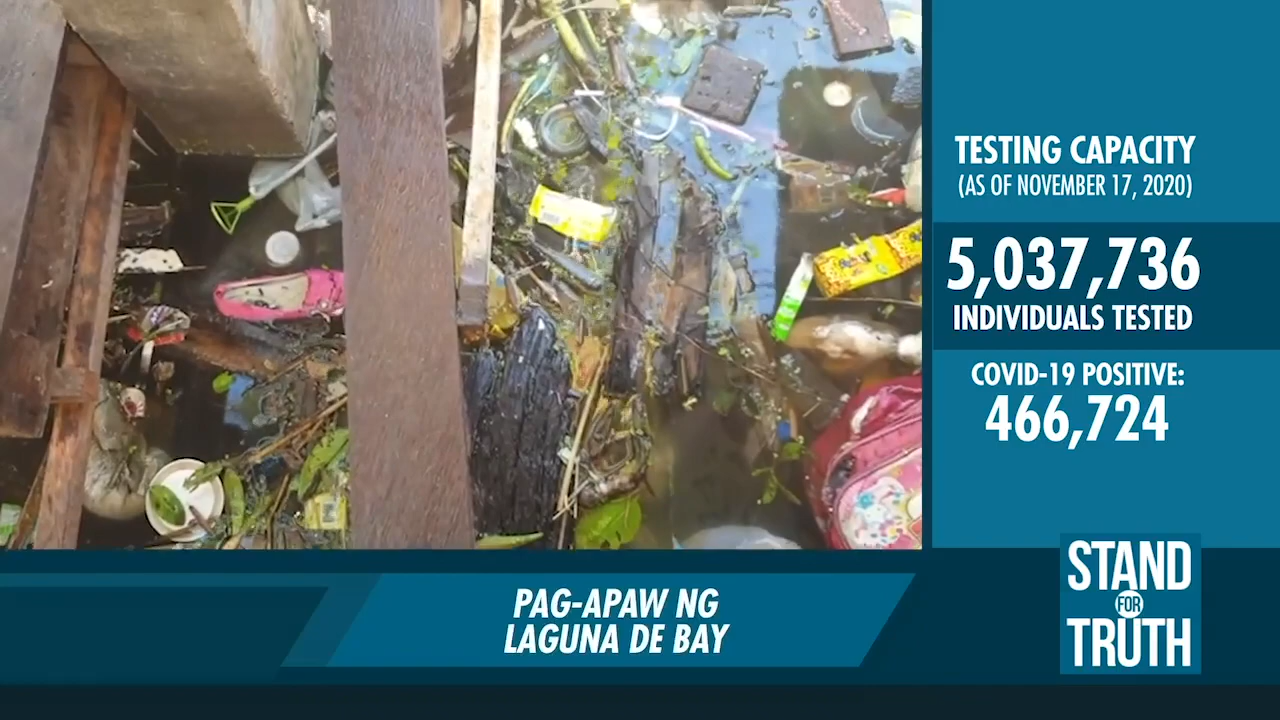 TESTING CAPACITY
(AS OF NOVEMBER 17, 2020)
5,037,736
INDIVIDUALS TESTED
COVID-19 POSITIVE:
466,724
PAG-APAW NG
LAGUNA DE BAY
STAND
FOR
TRUTH